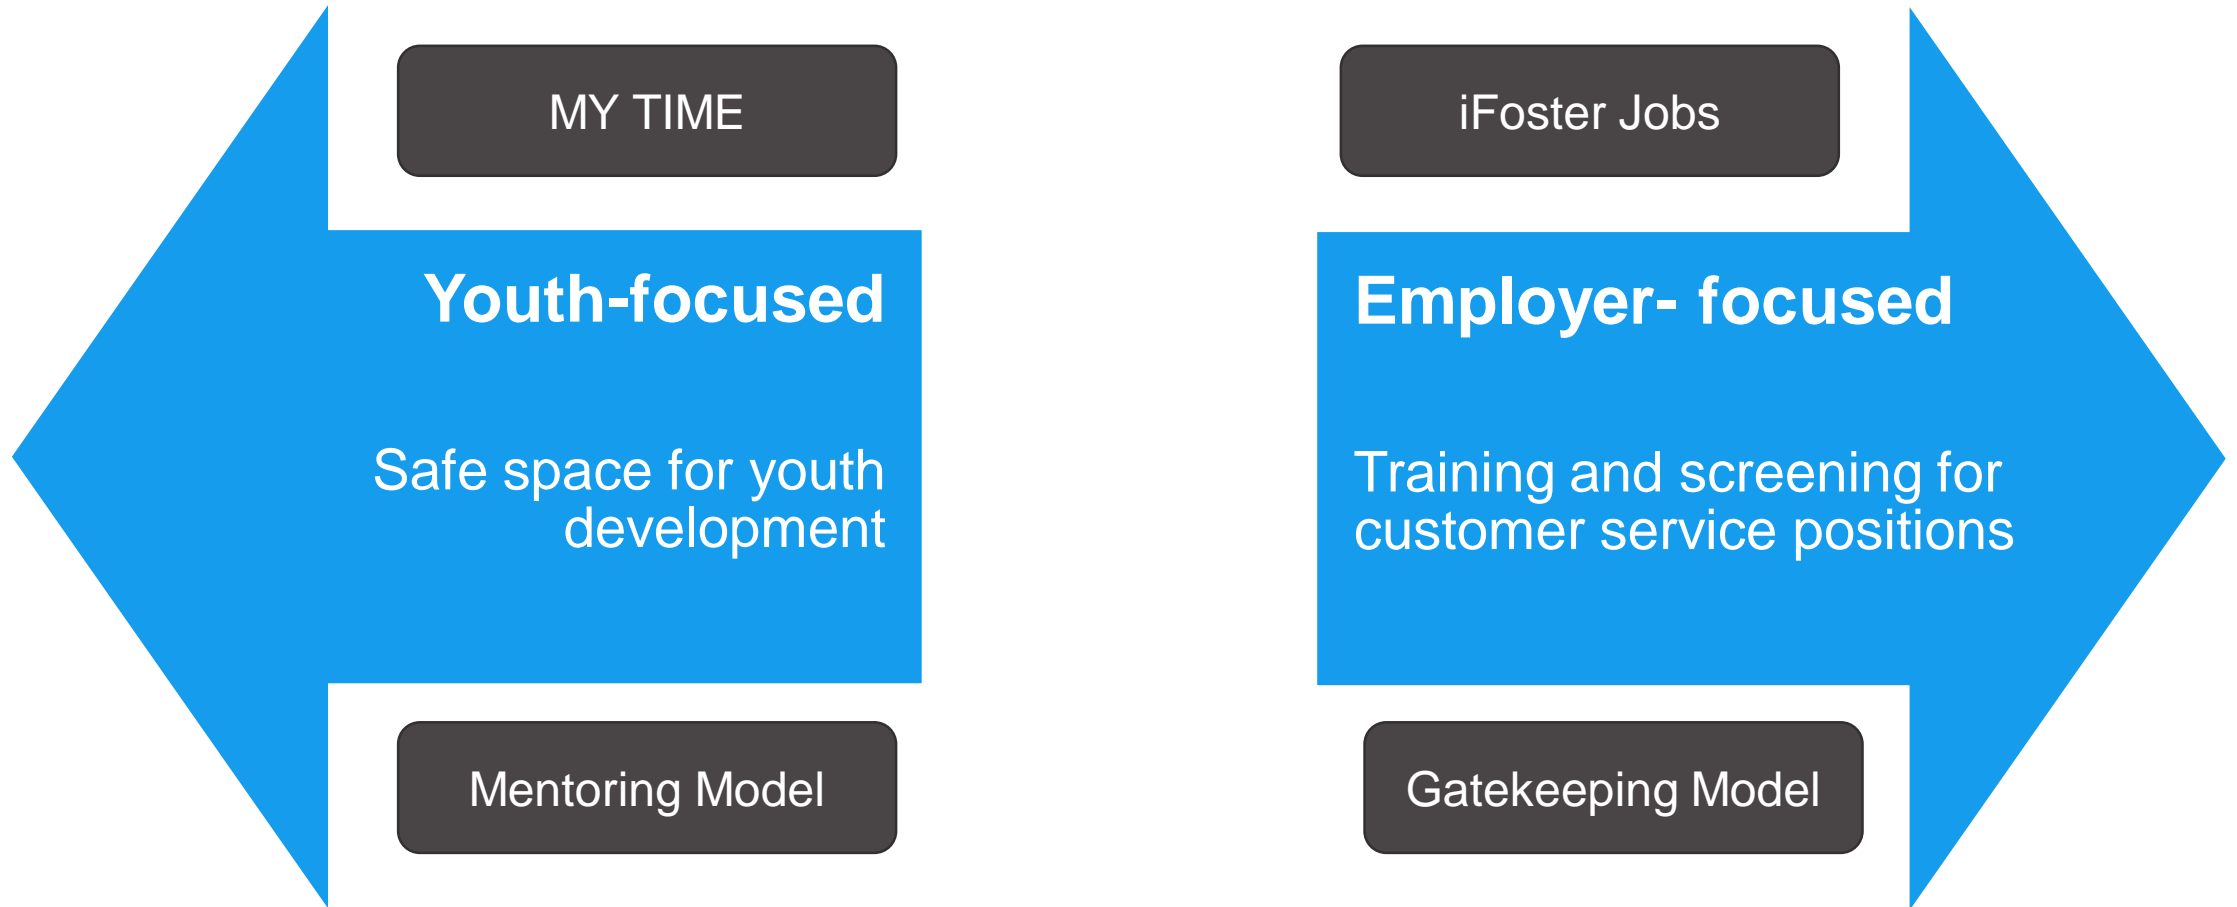 MY TIME
Youth-focused
Safe space for youth
development
Mentoring Model
iFoster Jobs
Employer- focused
Training and screening for
customer service positions
Gatekeeping Model